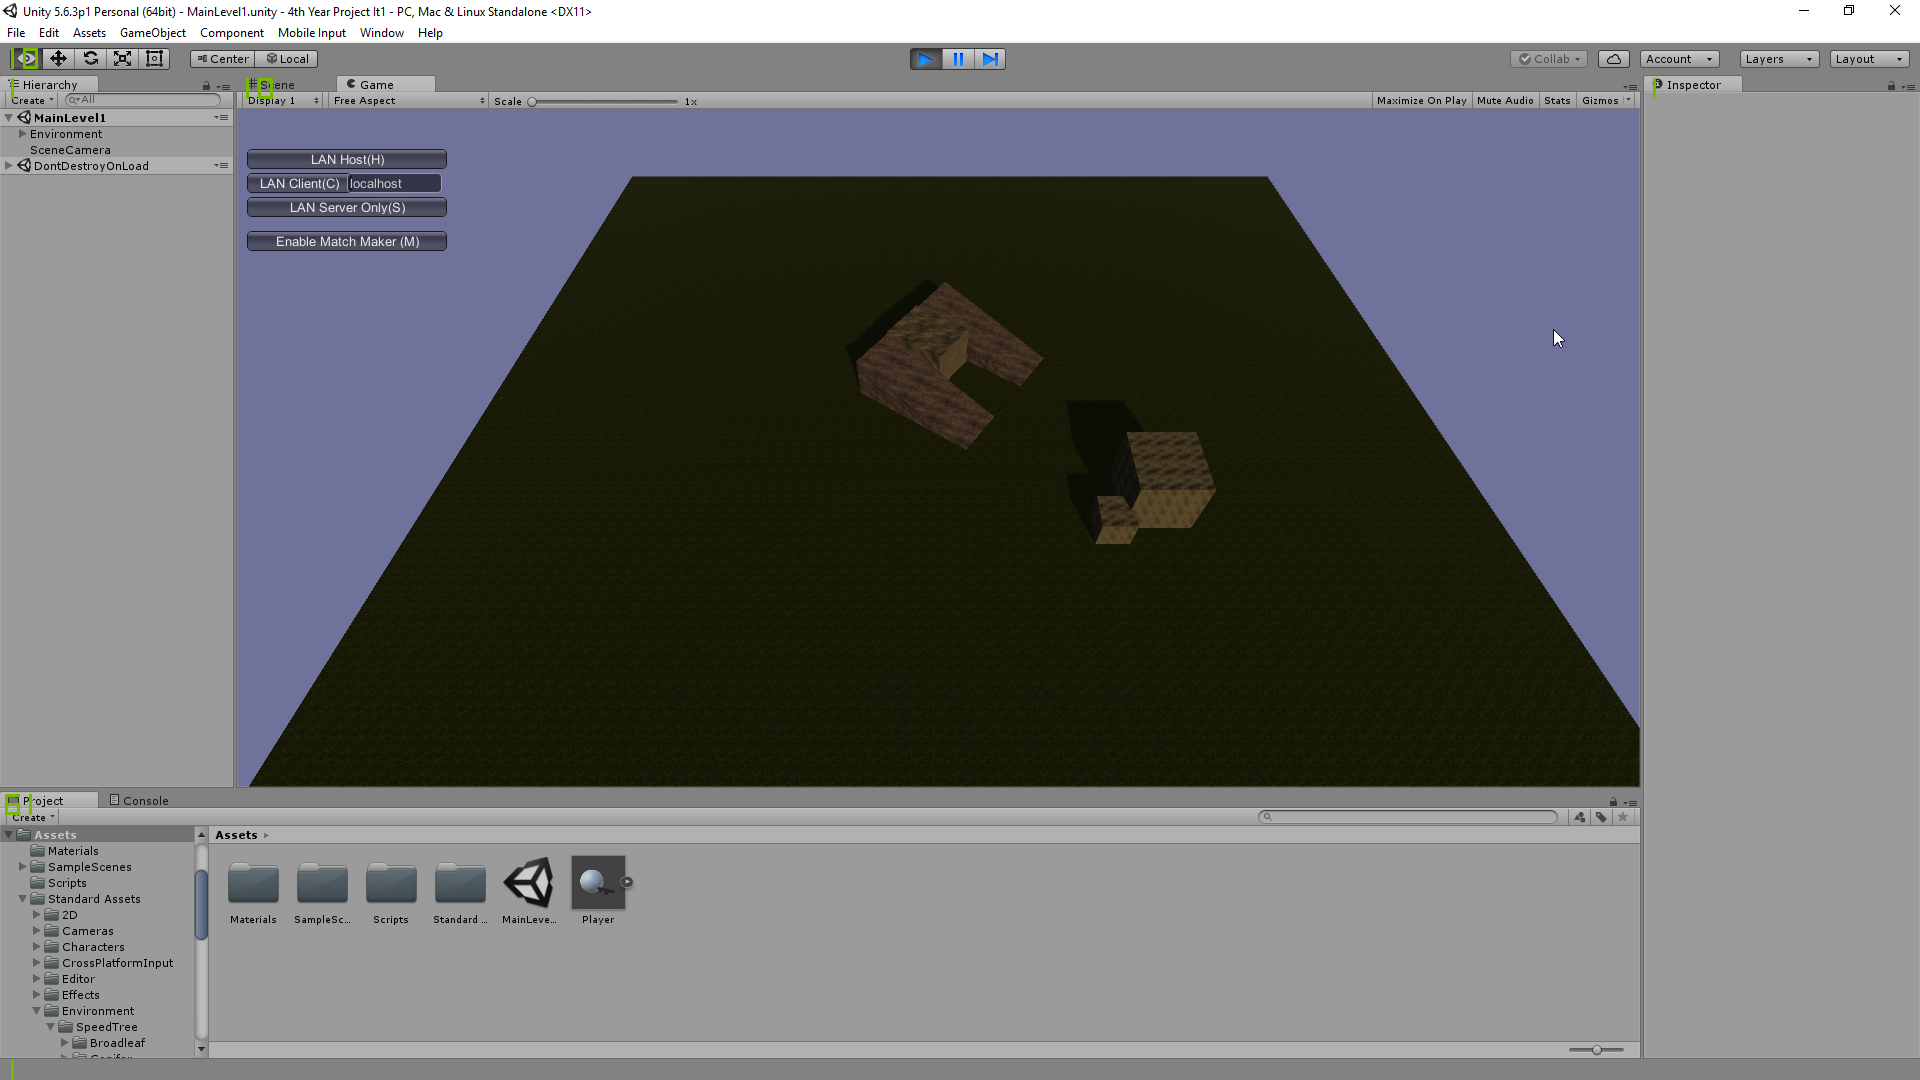 Unity 5.6.3p1 Personal (64bit) - MainLevel1.unity - 4th Year Project It1 - PC, Mac & Linux Standalone <DX11>
File Edit Assets GameObject Component Mobile Input Window Help
Center Local Collab Account Layers Layout
Hierarchy Scene Game Inspector
Create All Display 1 Free Aspect Scale 1x Maximize On Play Mute Audio Stats Gizmos
MainLevel1
Environment
SceneCamera
DontDestroyOnLoad
LAN Host(H)
LAN Client(C) localhost
LAN Server Only(S)
Enable Match Maker (M)
Project Console
Create
Assets
Materials
SampleScenes
Scripts
Standard Assets
2D
Cameras
Characters
CrossPlatformInput
Editor
Effects
Environment
SpeedTree
Broadleaf
Assets
Materials SampleSc... Scripts Standard ... MainLeve... Player